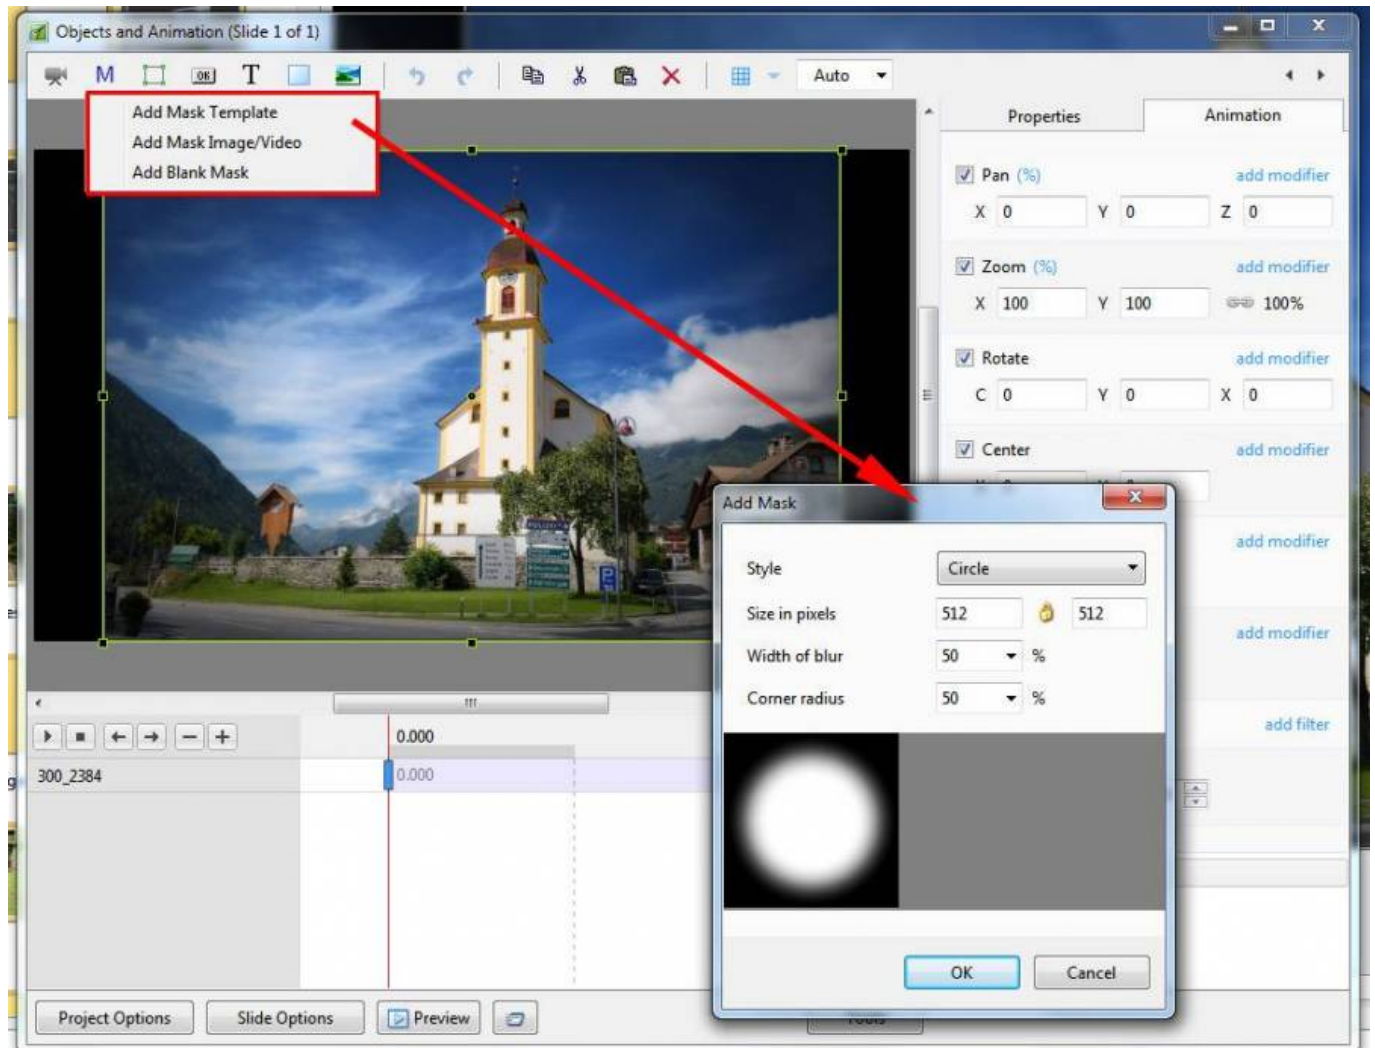 Objects and Animation (Slide 1 of 1)
M OK T Auto
Add Mask Template
Add Mask Image/Video
Add Blank Mask
Properties Animation
Pan (%) add modifier
X 0 Y 0 Z 0
Zoom (%) add modifier
X 100 Y 100 100%
Rotate add modifier
C 0 Y 0 X 0
Center add modifier
add modifier
add modifier
add filter
Add Mask
Style Circle
Size in pixels 512 512
Width of blur 50 %
Corner radius 50 %
OK Cancel
0.000
300_2384 0.000
Project Options Slide Options Preview Tools